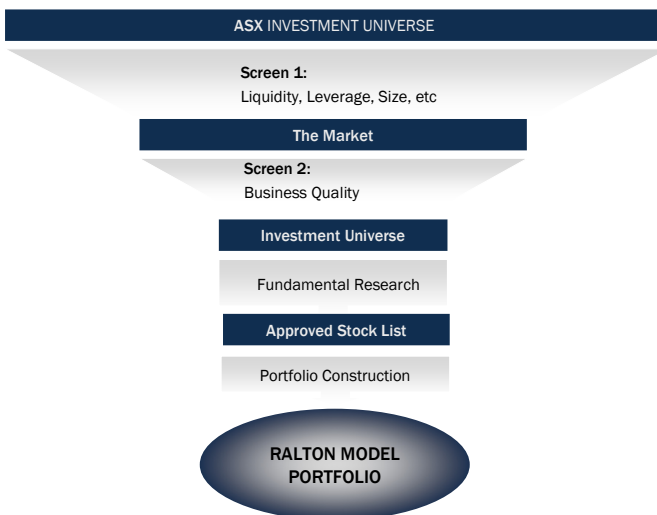 ASX INVESTMENT UNIVERSE
Screen 1:
Liquidity, Leverage, Size, etc
The Market
Screen 2:
Business Quality
Investment Universe
Fundamental Research
Approved Stock List
Portfolio Construction
RALTON MODEL
PORTFOLIO